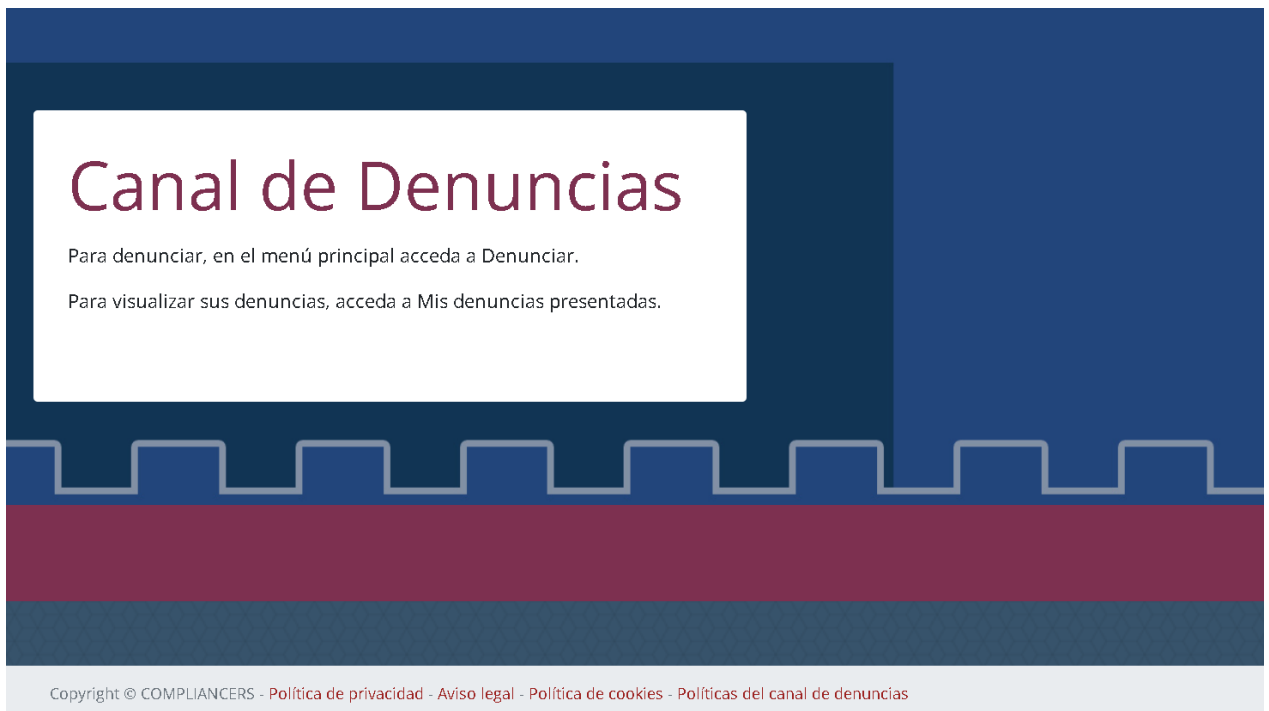 Canal de Denuncias
Para denunciar, en el menú principal acceda a Denunciar.
Para visualizar sus denuncias, acceda a Mis denuncias presentadas.
Copyright © COMPLIANCERS - Política de privacidad - Aviso legal - Política de cookies - Políticas del canal de denuncias